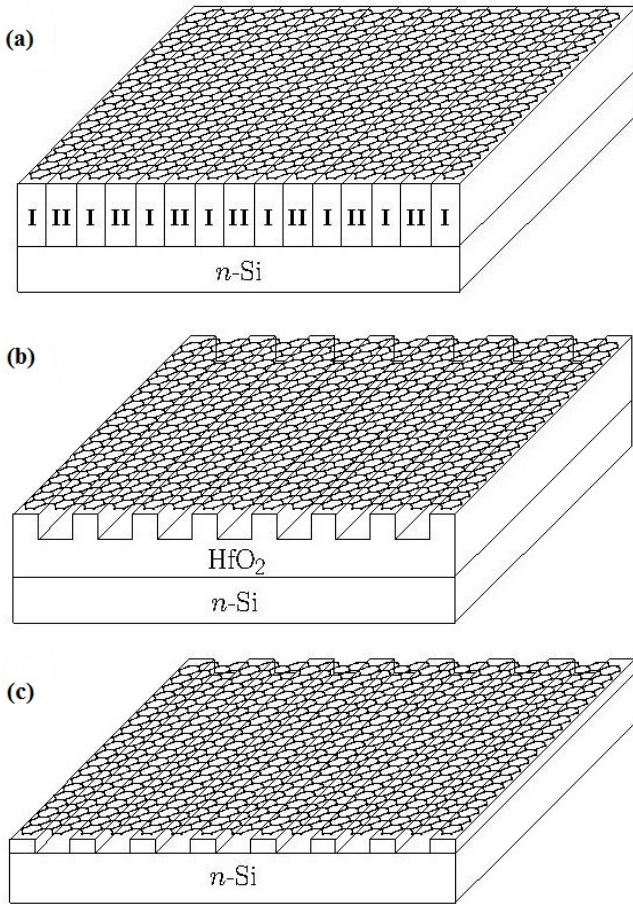 (a)
I II I II I II I II I II I II I II I
n-Si
(b)
HfO₂
n-Si
(c)
n-Si